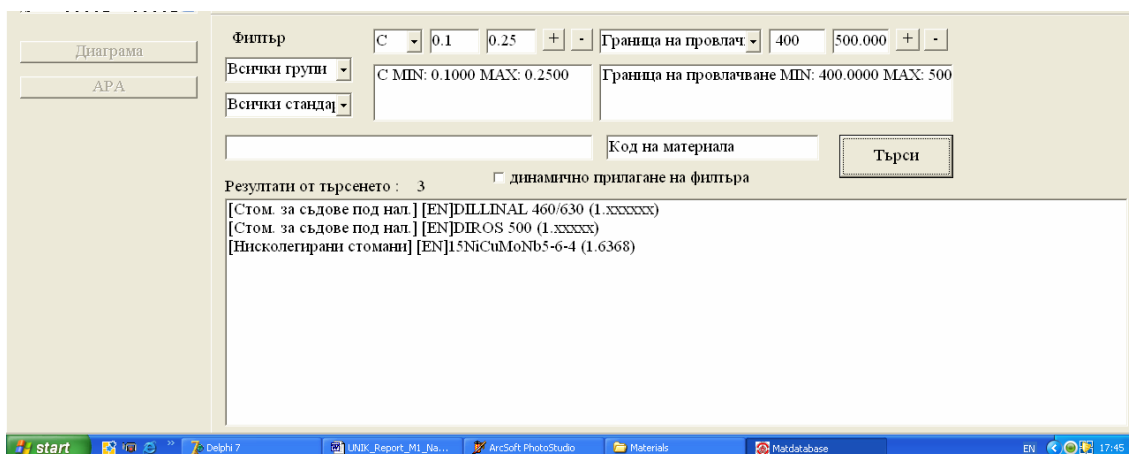 Диаграма
АРА
Филтър
C 0.1 0.25 + - Граница на провлач 400 500.000 + -
Всички групи
C MIN: 0.1000 MAX: 0.2500
Граница на провлачване MIN: 400.0000 MAX: 500
Всички стандар
Код на материала
Търси
динамично прилагане на филтъра
Резултати от търсенето : 3
[Стом. за съдове под нал.] [EN]DILLINAL 460/630 (1.xxxxxx)
[Стом. за съдове под нал.] [EN]DIROS 500 (1.xxxxx)
[Нисколегирани стомани] [EN]15NiCuMoNb5-6-4 (1.6368)
start Delphi 7 UNIK_Report_M1_Na... ArcSoft PhotoStudio Materials Matdatabase EN 17:45